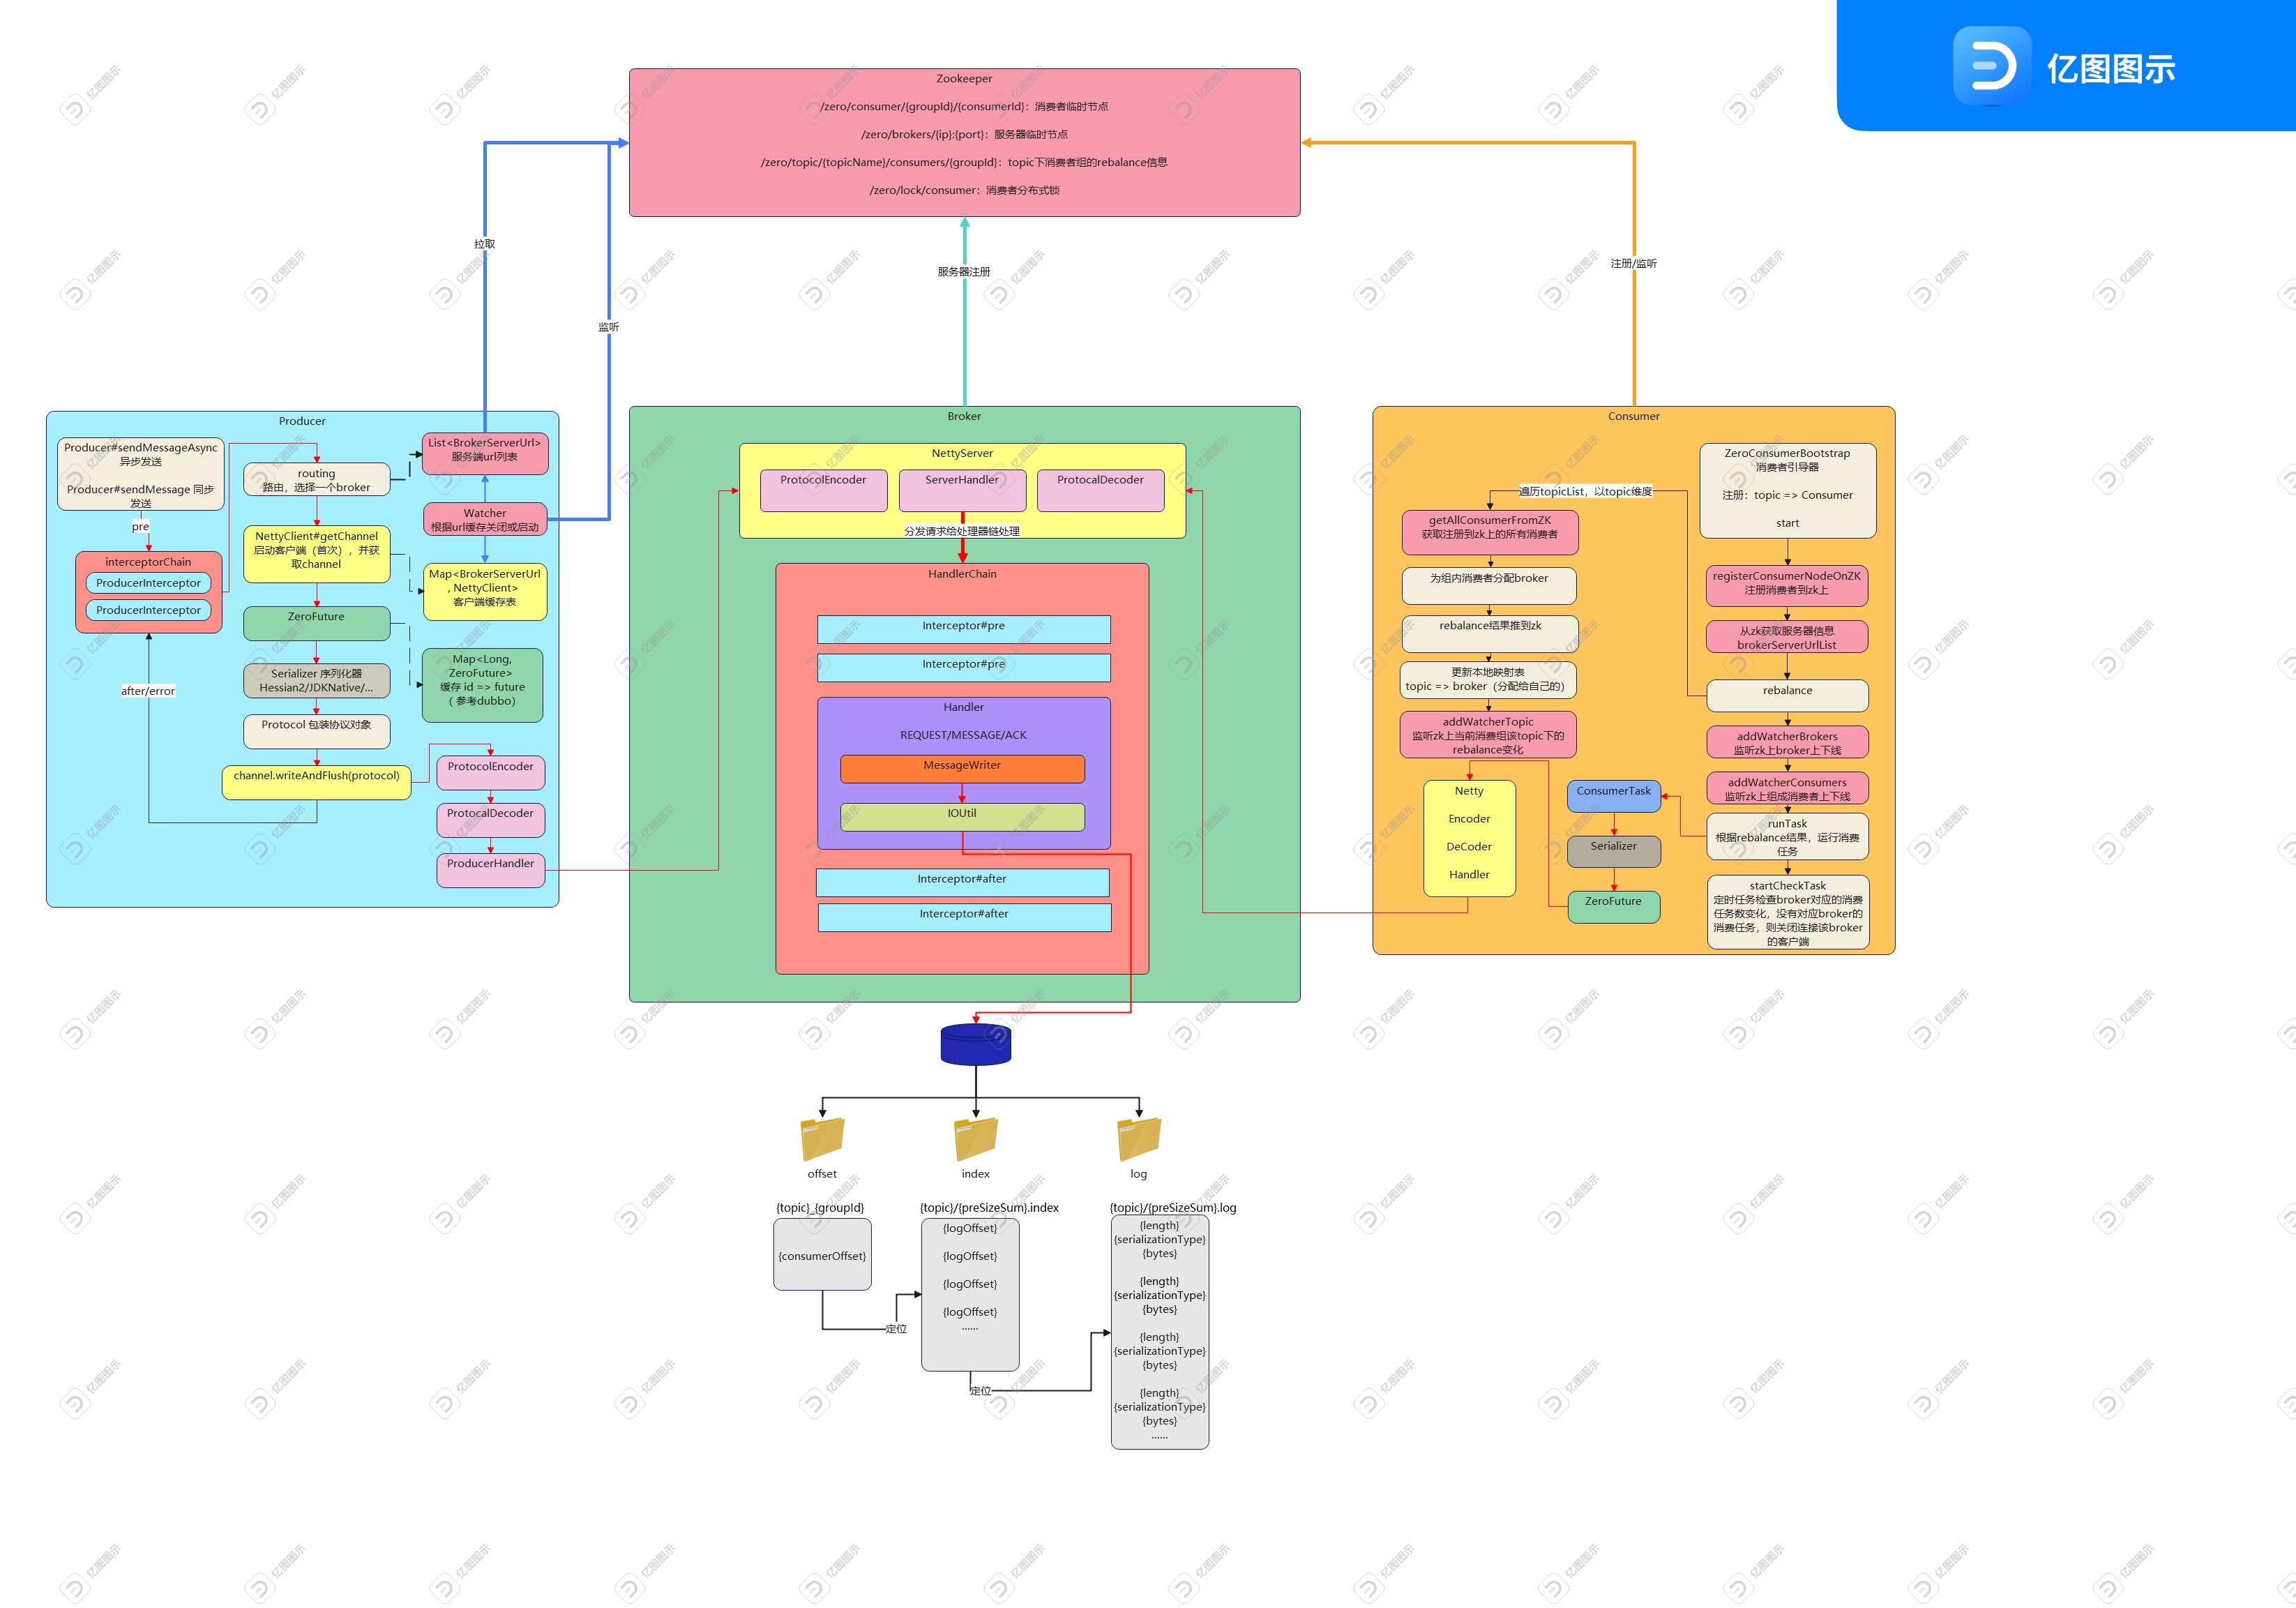 亿图图示
Zookeeper
/zero/consumer/{groupId}/{consumerId}：消费者临时节点
/zero/brokers/{ip}:{port}：服务器临时节点
/zero/topic/{topicName}/consumers/{groupId}：topic下消费者组的rebalance信息
/zero/lock/consumer：消费者分布式锁
拉取
监听
服务器注册
注册/监听
Producer
Producer#sendMessageAsync
异步发送
Producer#sendMessage 同步
发送
pre
interceptorChain
ProducerInterceptor
ProducerInterceptor
after/error
routing
路由，选择一个broker
NettyClient#getChannel
启动客户端（首次），并获
取channel
ZeroFuture
Serializer 序列化器
Hessian2/JDKNative/...
Protocol 包装协议对象
channel.writeAndFlush(protocol)
List<BrokerServerUrl>
服务端url列表
Watcher
根据url缓存关闭或启动
Map<BrokerServerUrl
, NettyClient>
客户端缓存表
Map<Long,
ZeroFuture>
缓存 id => future
（ 参考dubbo）
ProtocolEncoder
ProtocalDecoder
ProducerHandler
Broker
NettyServer
ProtocolEncoder
ServerHandler
ProtocalDecoder
分发请求给处理器链处理
HandlerChain
Interceptor#pre
Interceptor#pre
Handler
REQUEST/MESSAGE/ACK
MessageWriter
IOUtil
Interceptor#after
Interceptor#after
Consumer
遍历topicList，以topic维度
getAllConsumerFromZK
获取注册到zk上的所有消费者
为组内消费者分配broker
rebalance结果推到zk
更新本地映射表
topic => broker（分配给自己的）
addWatcherTopic
监听zk上当前消费组该topic下的
rebalance变化
Netty
Encoder
DeCoder
Handler
ConsumerTask
Serializer
ZeroFuture
ZeroConsumerBootstrap
消费者引导器
注册：topic => Consumer
start
registerConsumerNodeOnZK
注册消费者到zk上
从zk获取服务器信息
brokerServerUrlList
rebalance
addWatcherBrokers
监听zk上broker上下线
addWatcherConsumers
监听zk上组成消费者上下线
runTask
根据rebalance结果，运行消费
任务
startCheckTask
定时任务检查broker对应的消费
任务数变化，没有对应broker的
消费任务，则关闭连接该broker
的客户端
offset
index
log
{topic}_{groupId}
{topic}/{preSizeSum}.index
{topic}/{preSizeSum}.log
{consumerOffset}
{logOffset}
{logOffset}
{logOffset}
{logOffset}
......
{length}
{serializationType}
{bytes}
{length}
{serializationType}
{bytes}
{length}
{serializationType}
{bytes}
{length}
{serializationType}
{bytes}
......
定位
定位